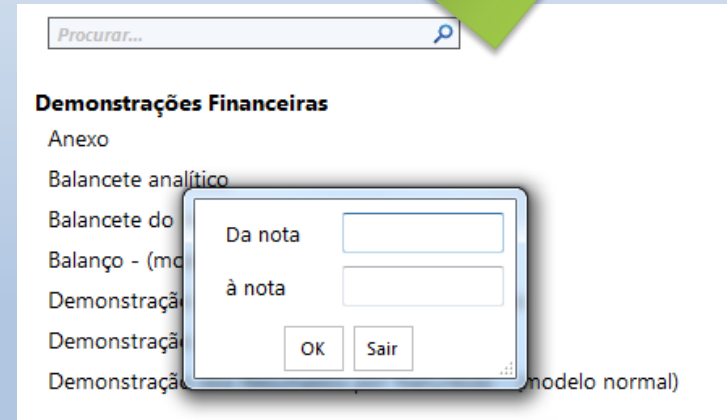 Procurar...
Demonstrações Financeiras
Anexo
Balancete analítico
Balancete do
Balanço - (mo
Demonstraçã
Demonstraçã
Demonstração (modelo normal)
Da nota
à nota
OK Sair